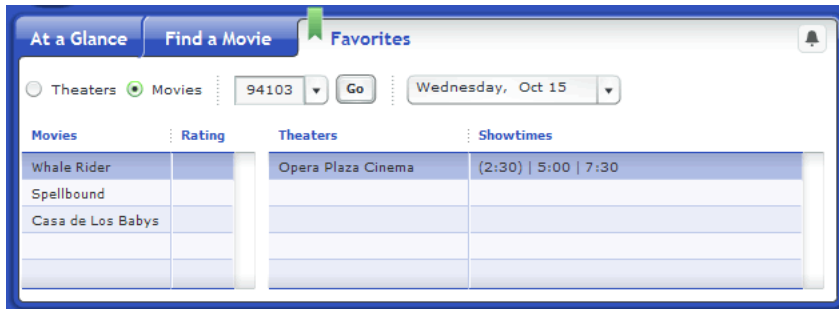 At a Glance Find a Movie Favorites
Theaters Movies 94103 Go Wednesday, Oct 15
Movies Rating Theaters Showtimes
Whale Rider Opera Plaza Cinema (2:30) | 5:00 | 7:30
Spellbound
Casa de Los Babys